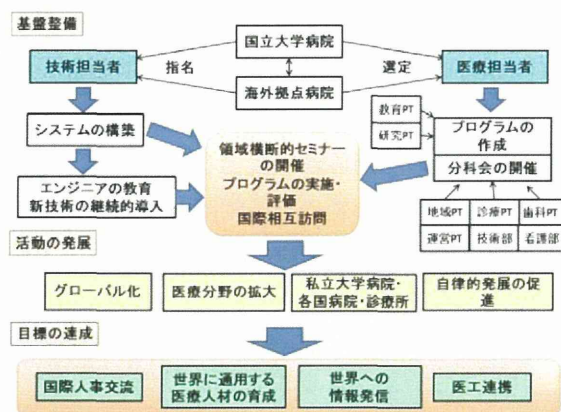 基盤整備
国立大学病院
技術担当者
指名
選定
医療担当者
海外拠点病院
教育PT
研究PT
システムの構築
プログラムの
作成
分科会の開催
領域横断的セミナー
の開催
プログラムの実施・
評価
国際相互訪問
エンジニアの教育
新技術の継続的導入
地域PT
診療PT
歯科PT
運営PT
技術部
看護部
活動の発展
グローバル化
医療分野の拡大
私立大学病院・
各国病院・診療所
自律的発展の促
進
目標の達成
国際人事交流
世界に通用する
医療人材の育成
世界への
情報発信
医工連携